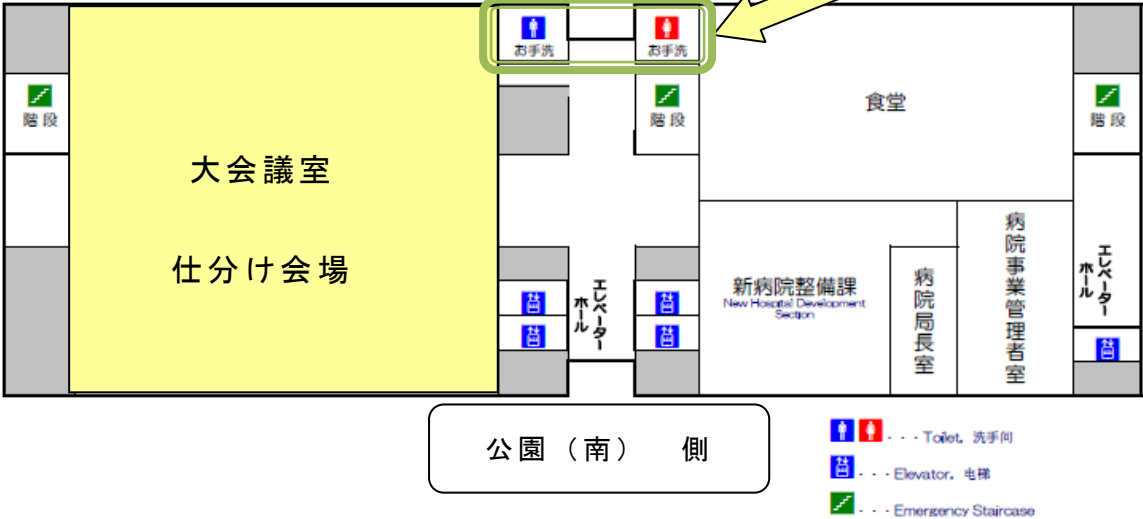 お手洗
お手洗
階段
階段
食堂
階段
大会議室
仕分け会場
エレベーター
ホール
新病院整備課
New Hospital Development
Section
病院局長室
病院事業管理者室
エレベーター
ホール
公園（南）　側
・・・Toilet, 洗手间
・・・Elevator, 电梯
・・・Emergency Staircase